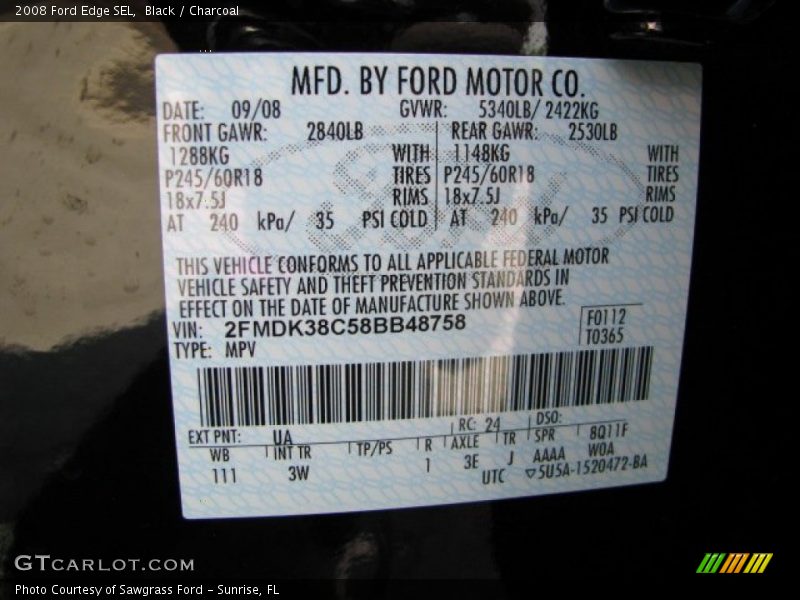 2008 Ford Edge SEL, Black / Charcoal
MFD. BY FORD MOTOR CO.
DATE: 09/08 GVWR: 5340LB/ 2422KG
FRONT GAWR: 2840LB REAR GAWR: 2530LB
1288KG WITH 1148KG WITH
P245/60R18 TIRES P245/60R18 TIRES
18x7.5J RIMS 18x7.5J RIMS
AT 240 kPa/ 35 PSI COLD AT 240 kPa/ 35 PSI COLD
THIS VEHICLE CONFORMS TO ALL APPLICABLE FEDERAL MOTOR
VEHICLE SAFETY AND THEFT PREVENTION STANDARDS IN
EFFECT ON THE DATE OF MANUFACTURE SHOWN ABOVE.
VIN: 2FMDK38C58BB48758 F0112
TYPE: MPV T0365
EXT PNT: UA RC: 24 DSO:
WB INT TR TP/PS R AXLE TR SPR 8Q11F
111 3W 1 3E J AAAA W0A
UTC ▽5U5A-1520472-BA
GTCARLOT.COM
Photo Courtesy of Sawgrass Ford - Sunrise, FL